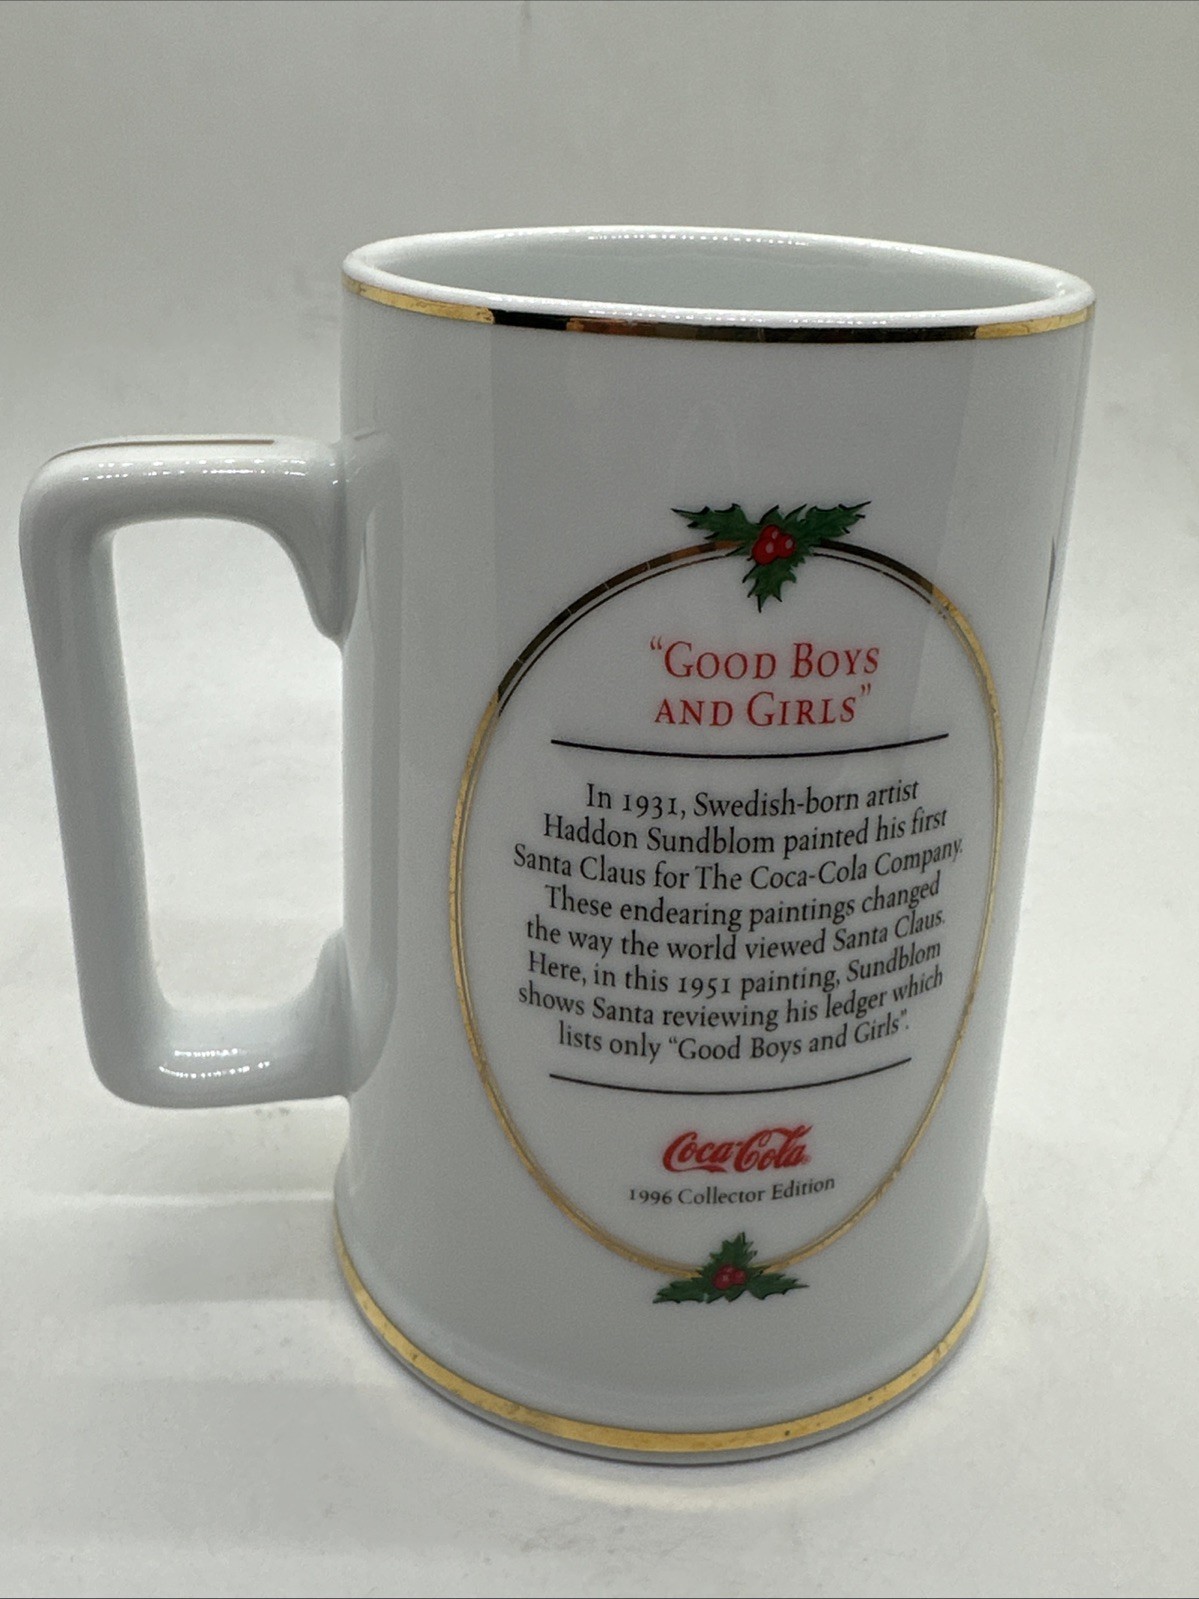 “GOOD BOYS
AND GIRLS”
In 1931, Swedish-born artist
Haddon Sundblom painted his first
Santa Claus for The Coca-Cola Company.
These endearing paintings changed
the way the world viewed Santa Claus.
Here, in this 1951 painting, Sundblom
shows Santa reviewing his ledger which
lists only “Good Boys and Girls”.
Coca-Cola
1996 Collector Edition